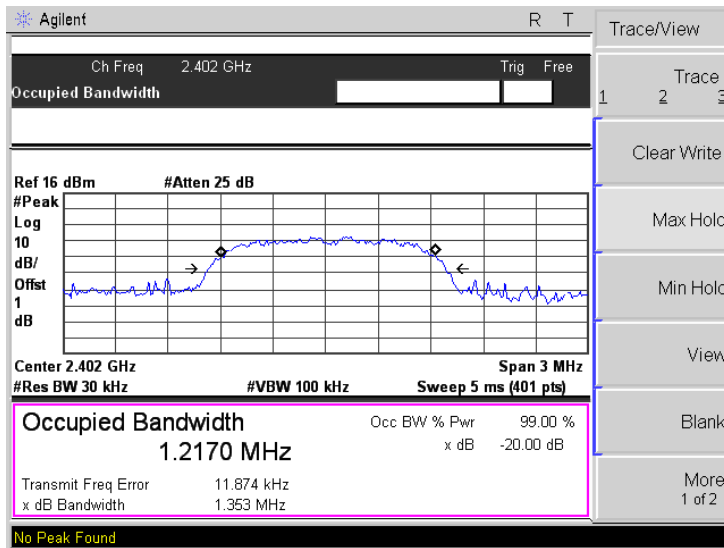 Agilent R T
Trace/View
Ch Freq 2.402 GHz Trig Free
Occupied Bandwidth
Trace
1 2 3
Clear Write
Max Hold
Min Hold
View
Blank
More
1 of 2
Ref 16 dBm #Atten 25 dB
#Peak
Log
10
dB/
Offst
1
dB
Center 2.402 GHz Span 3 MHz
#Res BW 30 kHz #VBW 100 kHz Sweep 5 ms (401 pts)
Occupied Bandwidth Occ BW % Pwr 99.00 %
1.2170 MHz x dB -20.00 dB
Transmit Freq Error 11.874 kHz
x dB Bandwidth 1.353 MHz
No Peak Found